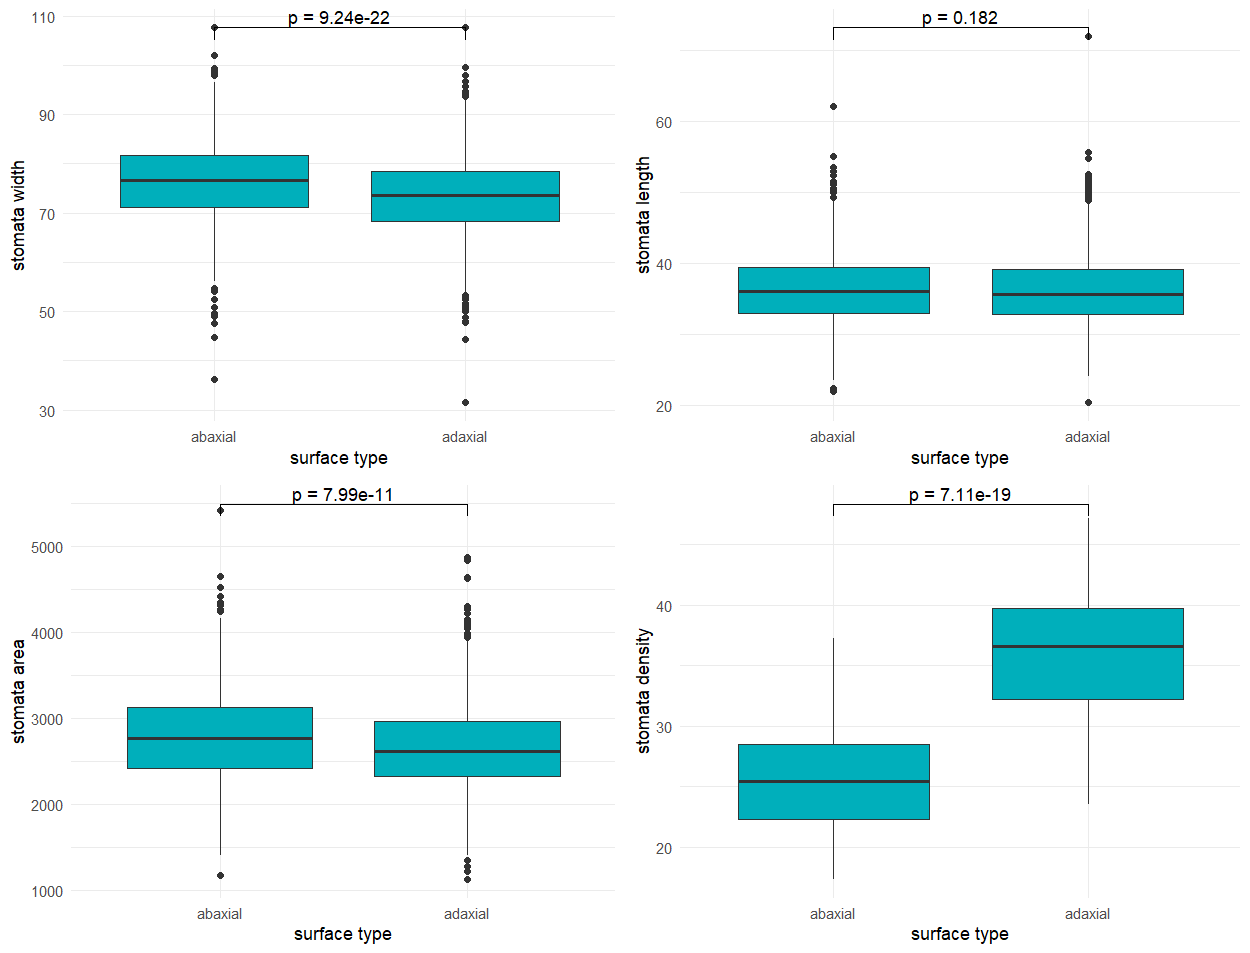 p = 9.24e-22
110
90
70
50
30
stomata width
abaxial
adaxial
surface type
p = 0.182
60
40
20
stomata length
abaxial
adaxial
surface type
p = 7.99e-11
5000
4000
3000
2000
1000
stomata area
abaxial
adaxial
surface type
p = 7.11e-19
40
30
20
stomata density
abaxial
adaxial
surface type